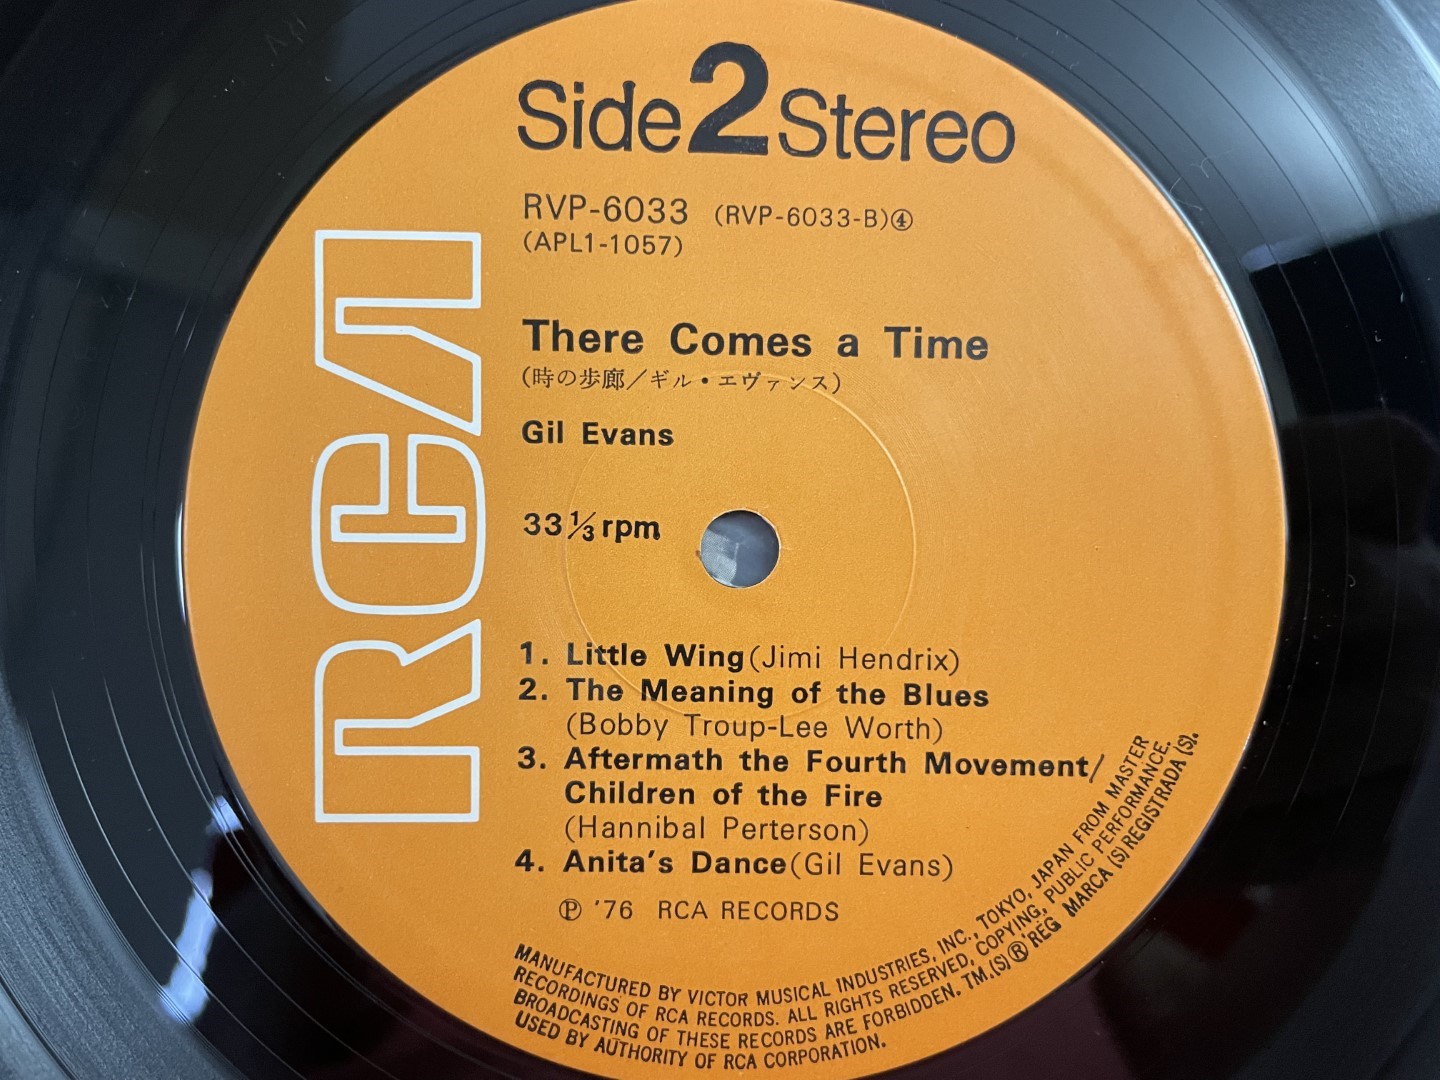 Side 2 Stereo
RVP-6033 (RVP-6033-B)④
(APL1-1057)
There Comes a Time
(時の歩廊/ギル・エヴァンス)
Gil Evans
33 1/3 rpm
RCA
1. Little Wing(Jimi Hendrix)
2. The Meaning of the Blues
(Bobby Troup-Lee Worth)
3. Aftermath the Fourth Movement/
Children of the Fire
(Hannibal Perterson)
4. Anita's Dance(Gil Evans)
℗ '76 RCA RECORDS
MANUFACTURED BY VICTOR MUSICAL INDUSTRIES, INC., TOKYO, JAPAN FROM MASTER
RECORDINGS OF RCA RECORDS. ALL RIGHTS RESERVED, COPYING, PUBLIC PERFORMANCE,
BROADCASTING OF THESE RECORDS ARE FORBIDDEN. TM,(S)® REG MARCA (S) REGISTRADA (S).
USED BY AUTHORITY OF RCA CORPORATION.